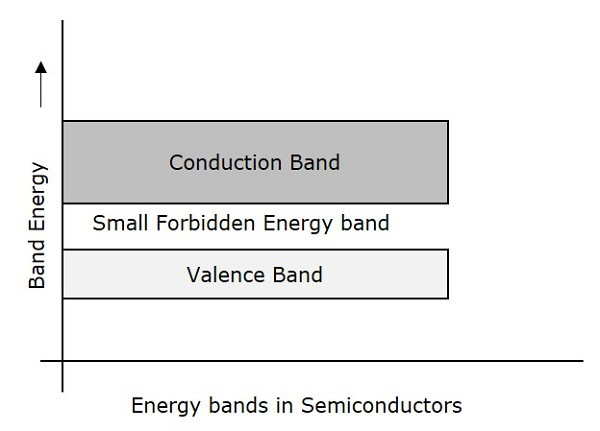 Band Energy
Conduction Band
Small Forbidden Energy band
Valence Band
Energy bands in Semiconductors